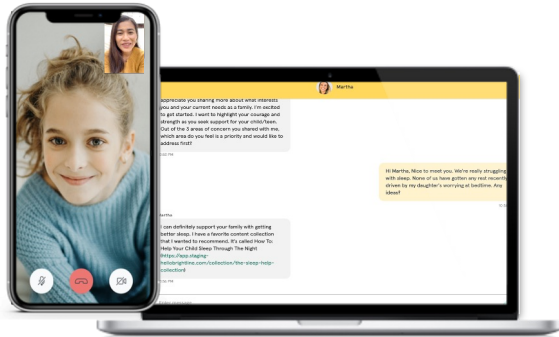 Martha
appreciate you sharing more about what interests
you and your current needs as a family. I'm excited
to get started. I want to highlight your courage and
strength as you seek support for your child/teen.
Out of the 3 areas of concern you shared with me,
which area do you feel is a priority and would like to
address first?
PM
Hi Martha, Nice to meet you. We're really struggling
with sleep. None of us have gotten any rest recently
driven by my daughter's worrying at bedtime. Any
ideas?
Martha
I can definitely support your family with getting
better sleep. I have a favorite content collection
that I wanted to recommend. It's called How To:
Help Your Child Sleep Through The Night
(https://app.staging-
hellobrightline.com/collection/the-sleep-help-
collection)
PM